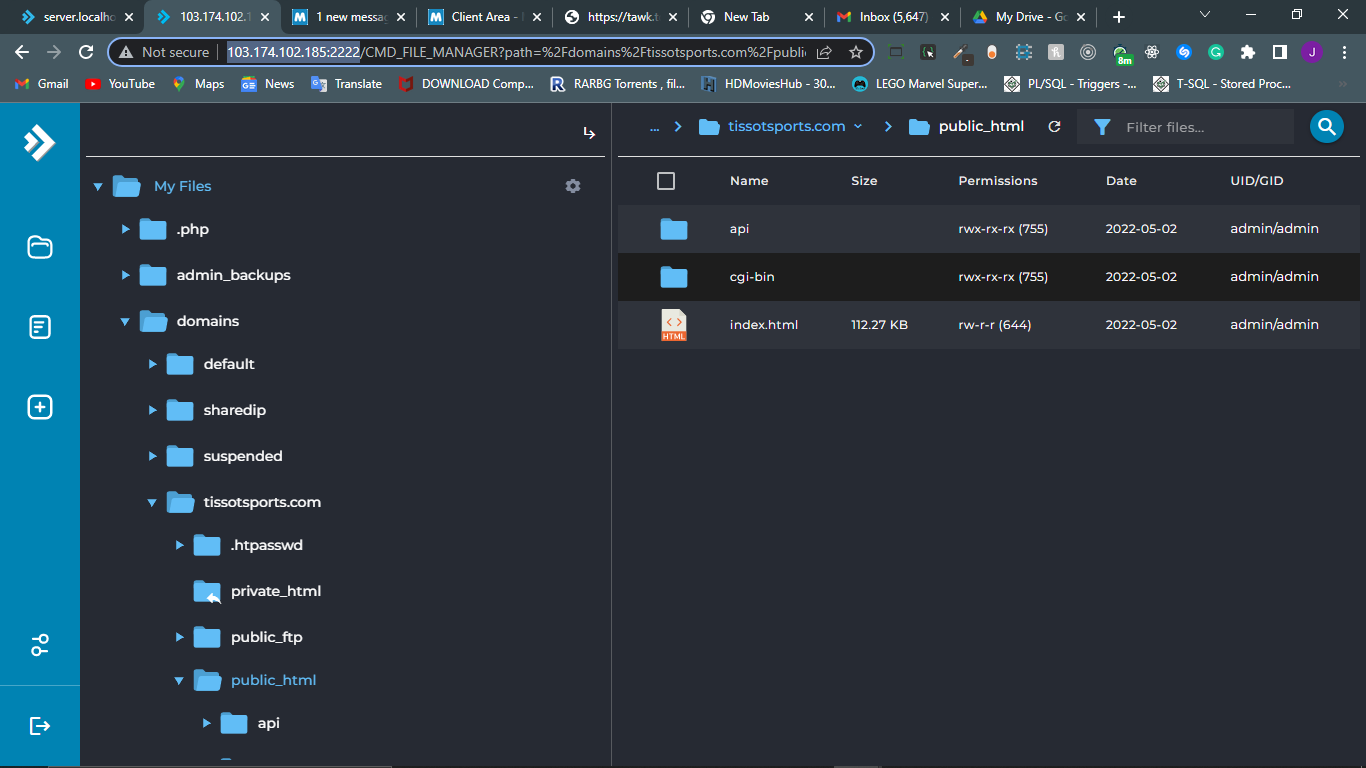 server.localho
103.174.102.1
1 new messag
Client Area -
https://tawk.t
New Tab
Inbox (5,647)
My Drive - Go
Not secure
103.174.102.185:2222/CMD_FILE_MANAGER?path=%2Fdomains%2Ftissotsports.com%2Fpubli
8m
J
Gmail
YouTube
Maps
News
Translate
DOWNLOAD Comp...
RARBG Torrents , fil...
HDMoviesHub - 30...
LEGO Marvel Super...
PL/SQL - Triggers -...
T-SQL - Stored Proc...
My Files
.php
admin_backups
domains
default
sharedip
suspended
tissotsports.com
.htpasswd
private_html
public_ftp
public_html
api
... tissotsports.com public_html Filter files...
Name Size Permissions Date UID/GID
api rwx-rx-rx (755) 2022-05-02 admin/admin
cgi-bin rwx-rx-rx (755) 2022-05-02 admin/admin
HTML index.html 112.27 KB rw-r-r (644) 2022-05-02 admin/admin